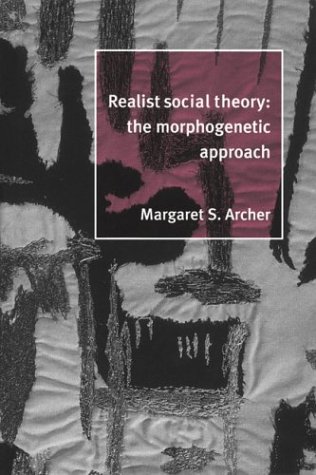 Realist social theory:
the morphogenetic
approach
Margaret S. Archer